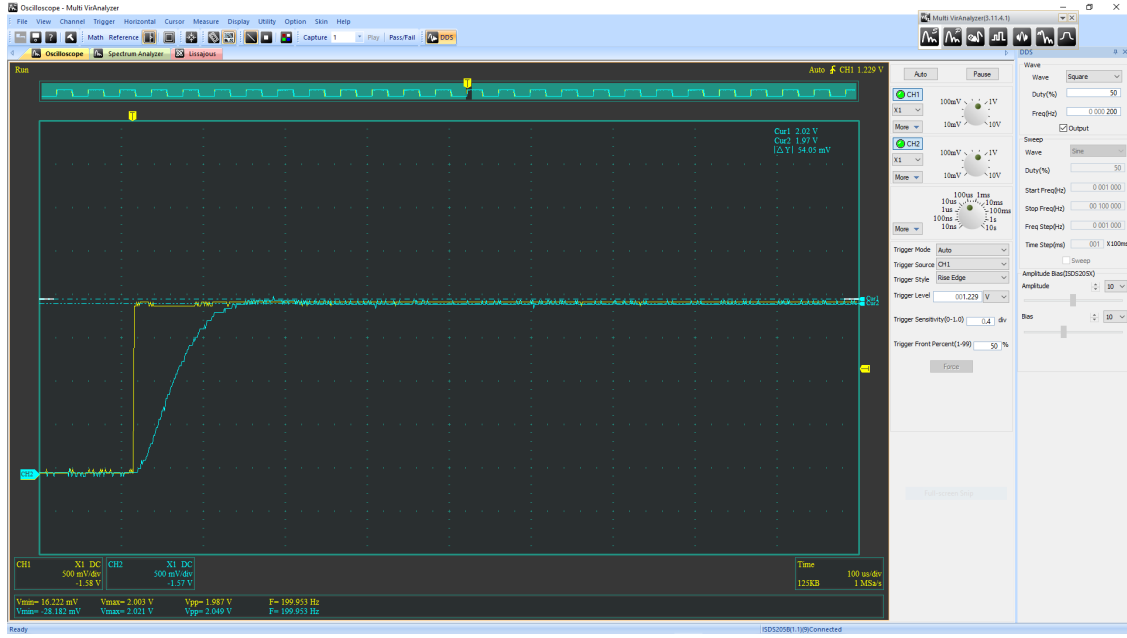 Oscilloscope - Multi VirAnalyzer
File View Channel Trigger Horizontal Cursor Measure Display Utility Option Skin Help
Math Reference Capture 1 Play Pass/Fail DDS
Oscilloscope Spectrum Analyzer Lissajous
Multi VirAnalyzer(3.11.4.1)
Run
Auto CH1 1.229 V
T
T
Cur1 2.02 V
Cur2 1.97 V
|△Y| 54.05 mV
Cur1
Cur2
CH2
CH1 X1 DC
500 mV/div
-1.58 V
CH2 X1 DC
500 mV/div
-1.57 V
Time
100 us/div
125KB 1 MSa/s
Vmin= 16.222 mV Vmax= 2.003 V Vpp= 1.987 V F= 199.953 Hz
Vmin= -28.182 mV Vmax= 2.021 V Vpp= 2.049 V F= 199.953 Hz
Auto Pause
CH1
X1
More
100mV 1V
10mV 10V
CH2
X1
More
100mV 1V
10mV 10V
100us 1ms
10us 10ms
1us 100ms
100ns 1s
10ns 10s
More
Trigger Mode Auto
Trigger Source CH1
Trigger Style Rise Edge
Trigger Level 001.229 V
Trigger Sensitivity(0-1.0) 0.4 div
Trigger Front Percent(1-99) 50 %
Force
DDS
Wave
Wave Square
Duty(%) 50
Freq(Hz) 0 000 200
Output
Sweep
Wave Sine
Duty(%) 50
Start Freq(Hz) 0 001 000
Stop Freq(Hz) 00 100 000
Freq Step(Hz) 0 001 000
Time Step(ms) 001 X100ms
Sweep
Amplitude Bias(ISDS205X)
Amplitude 10
Bias 10
Ready
ISDS205B(1.1)(9)Connected